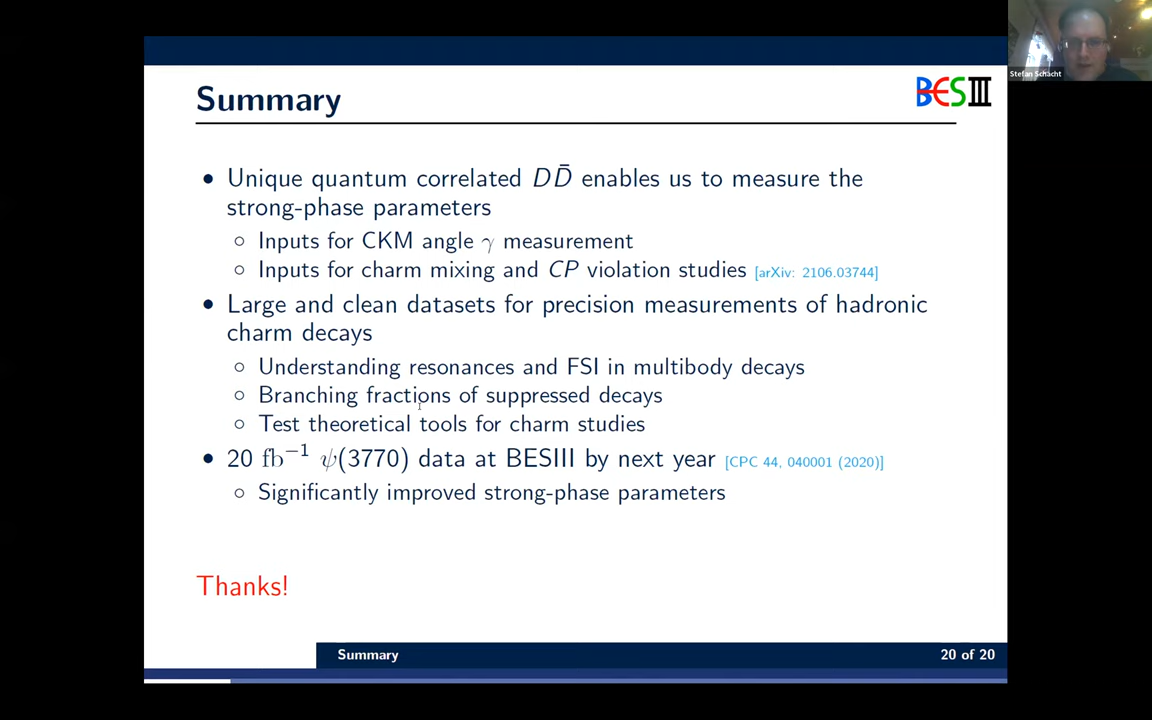 Stefan Schacht
Summary
BESIII
• Unique quantum correlated DD̄ enables us to measure the
strong-phase parameters
○ Inputs for CKM angle γ measurement
○ Inputs for charm mixing and CP violation studies [arXiv: 2106.03744]
• Large and clean datasets for precision measurements of hadronic
charm decays
○ Understanding resonances and FSI in multibody decays
○ Branching fractions of suppressed decays
○ Test theoretical tools for charm studies
• 20 fb⁻¹ ψ(3770) data at BESIII by next year [CPC 44, 040001 (2020)]
○ Significantly improved strong-phase parameters
Thanks!
Summary 20 of 20